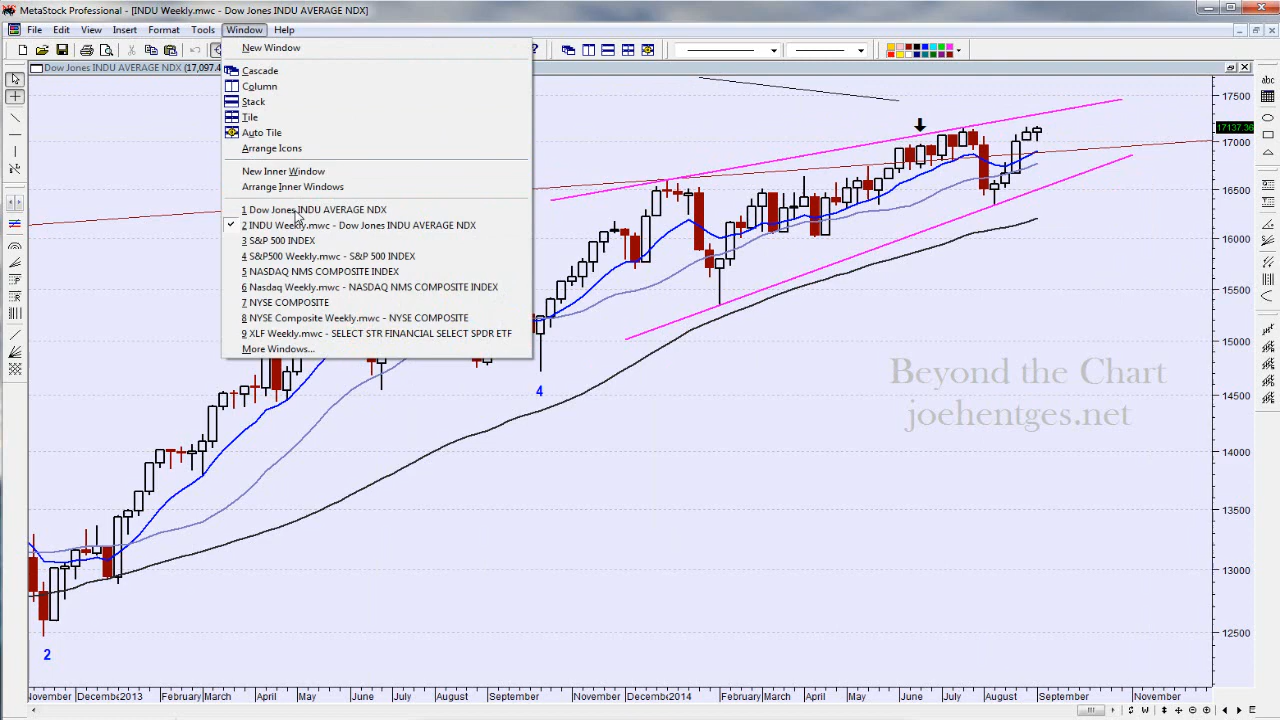 MetaStock Professional - [INDU Weekly.mwc - Dow Jones INDU AVERAGE NDX]
File Edit View Insert Format Tools Window Help
Dow Jones INDU AVERAGE NDX (17,097.4
New Window
Cascade
Column
Stack
Tile
Auto Tile
Arrange Icons
New Inner Window
Arrange Inner Windows
1 Dow Jones INDU AVERAGE NDX
2 INDU Weekly.mwc - Dow Jones INDU AVERAGE NDX
3 S&P 500 INDEX
4 S&P500 Weekly.mwc - S&P 500 INDEX
5 NASDAQ NMS COMPOSITE INDEX
6 Nasdaq Weekly.mwc - NASDAQ NMS COMPOSITE INDEX
7 NYSE COMPOSITE
8 NYSE Composite Weekly.mwc - NYSE COMPOSITE
9 XLF Weekly.mwc - SELECT STR FINANCIAL SELECT SPDR ETF
More Windows...
abc
17500
17137.36
17000
16500
16000
15500
15000
14500
14000
13500
13000
12500
4
2
Beyond the Chart
joehentges.net
November December 2013 February March April May June July August September November December 2014 February March April May June July August September November